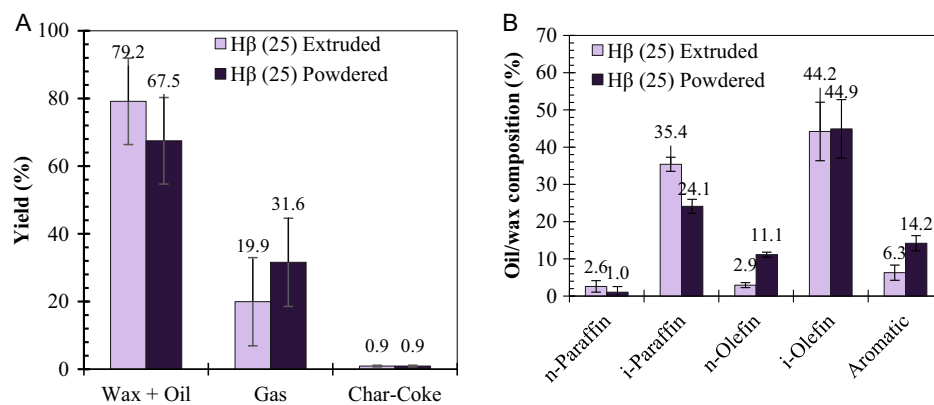 A
Yield (%)
100
80
60
40
20
0
Hβ (25) Extruded
Hβ (25) Powdered
79.2
67.5
19.9
31.6
0.9
0.9
Wax + Oil
Gas
Char-Coke
B
Oil/wax composition (%)
70
60
50
40
30
20
10
0
Hβ (25) Extruded
Hβ (25) Powdered
2.6
1.0
35.4
24.1
2.9
11.1
44.2
44.9
6.3
14.2
n-Paraffin
i-Paraffin
n-Olefin
i-Olefin
Aromatic